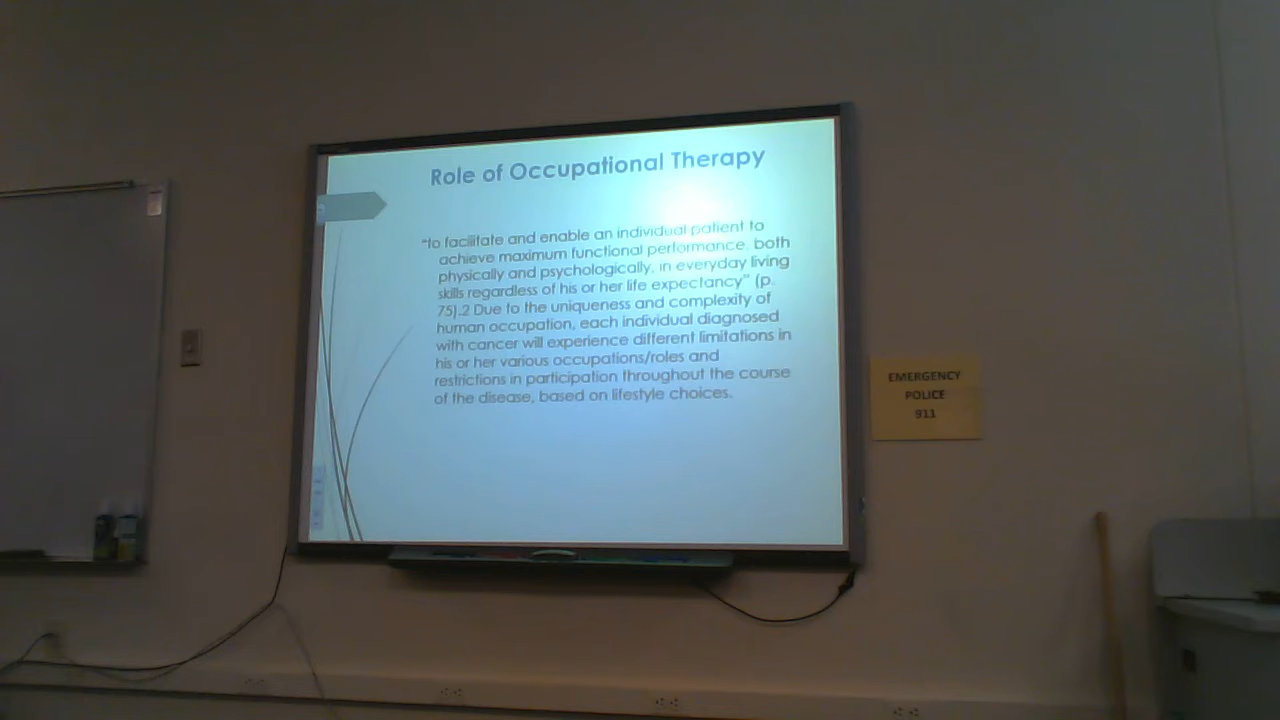 Role of Occupational Therapy
"to facilitate and enable an individual patient to
achieve maximum functional performance, both
physically and psychologically, in everyday living
skills regardless of his or her life expectancy" (p.
75).2 Due to the uniqueness and complexity of
human occupation, each individual diagnosed
with cancer will experience different limitations in
his or her various occupations/roles and
restrictions in participation throughout the course
of the disease, based on lifestyle choices.
EMERGENCY
POLICE
911